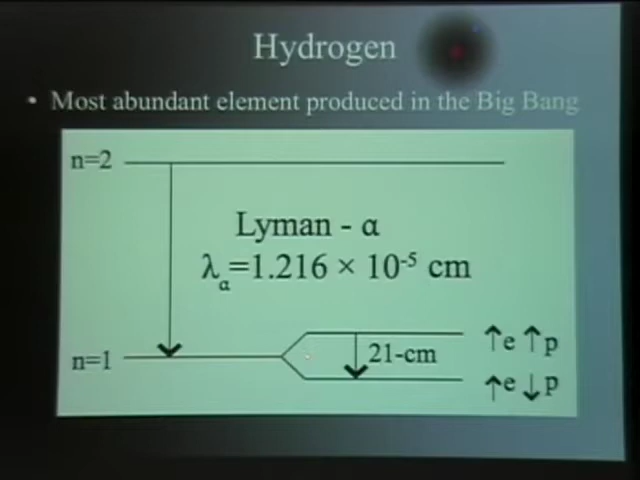 Hydrogen
• Most abundant element produced in the Big Bang
n=2
Lyman - α
λα=1.216 × 10⁻⁵ cm
n=1
21-cm
↑e ↑p
↑e ↓p